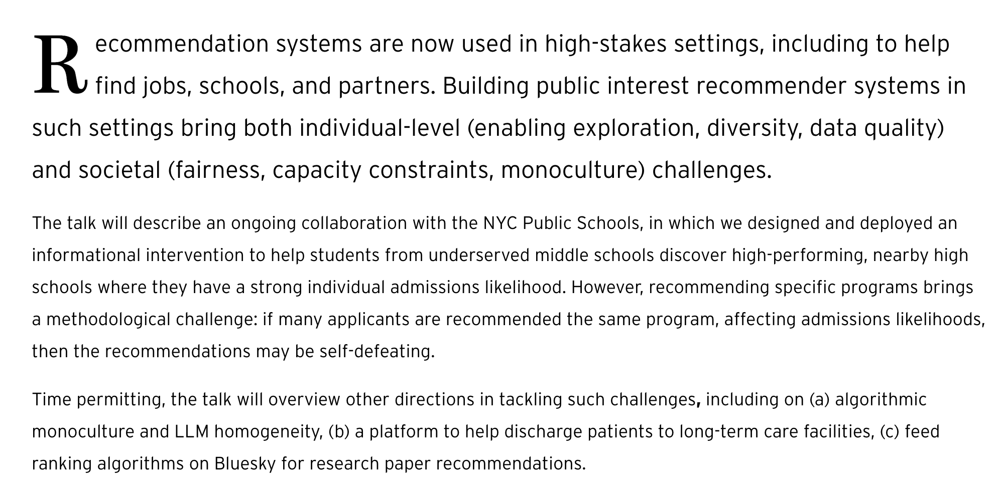 Recommendation systems are now used in high-stakes settings, including to help
find jobs, schools, and partners. Building public interest recommender systems in
such settings bring both individual-level (enabling exploration, diversity, data quality)
and societal (fairness, capacity constraints, monoculture) challenges.
The talk will describe an ongoing collaboration with the NYC Public Schools, in which we designed and deployed an
informational intervention to help students from underserved middle schools discover high-performing, nearby high
schools where they have a strong individual admissions likelihood. However, recommending specific programs brings
a methodological challenge: if many applicants are recommended the same program, affecting admissions likelihoods,
then the recommendations may be self-defeating.
Time permitting, the talk will overview other directions in tackling such challenges, including on (a) algorithmic
monoculture and LLM homogeneity, (b) a platform to help discharge patients to long-term care facilities, (c) feed
ranking algorithms on Bluesky for research paper recommendations.